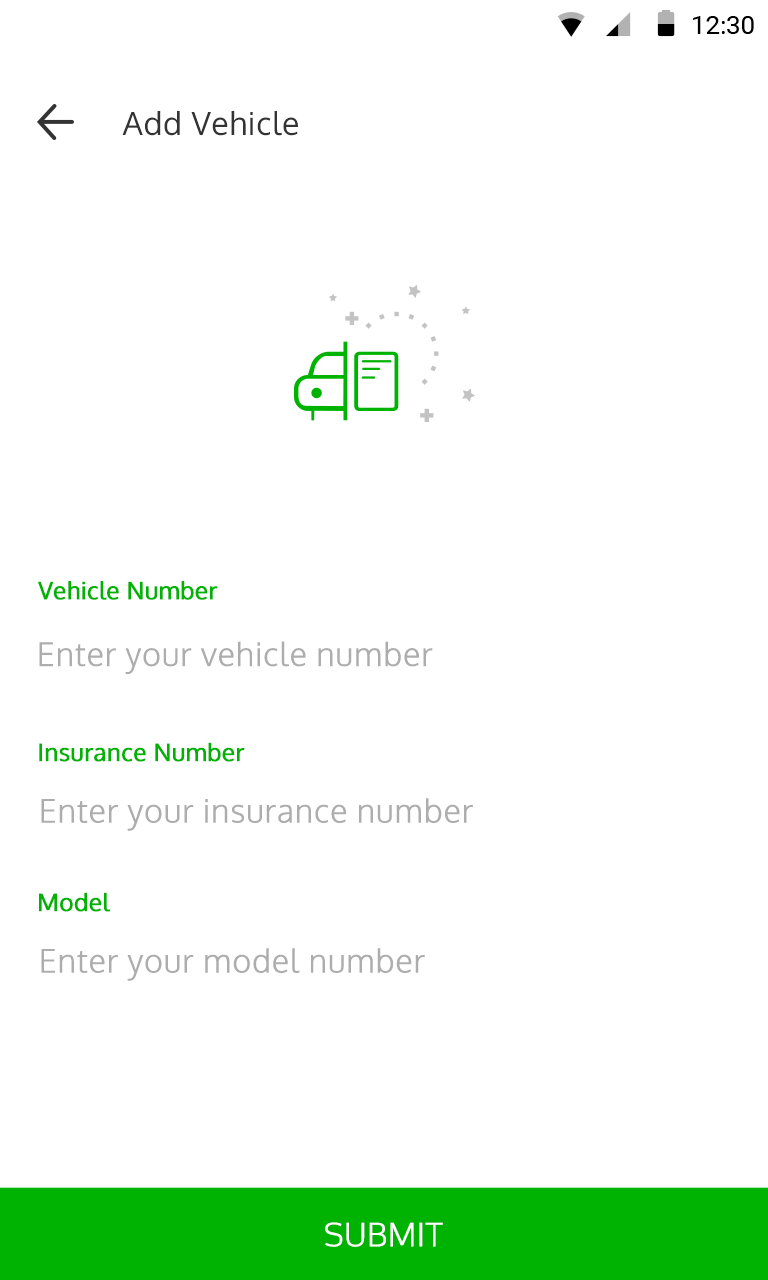 12:30
Add Vehicle
Vehicle Number
Enter your vehicle number
Insurance Number
Enter your insurance number
Model
Enter your model number
SUBMIT